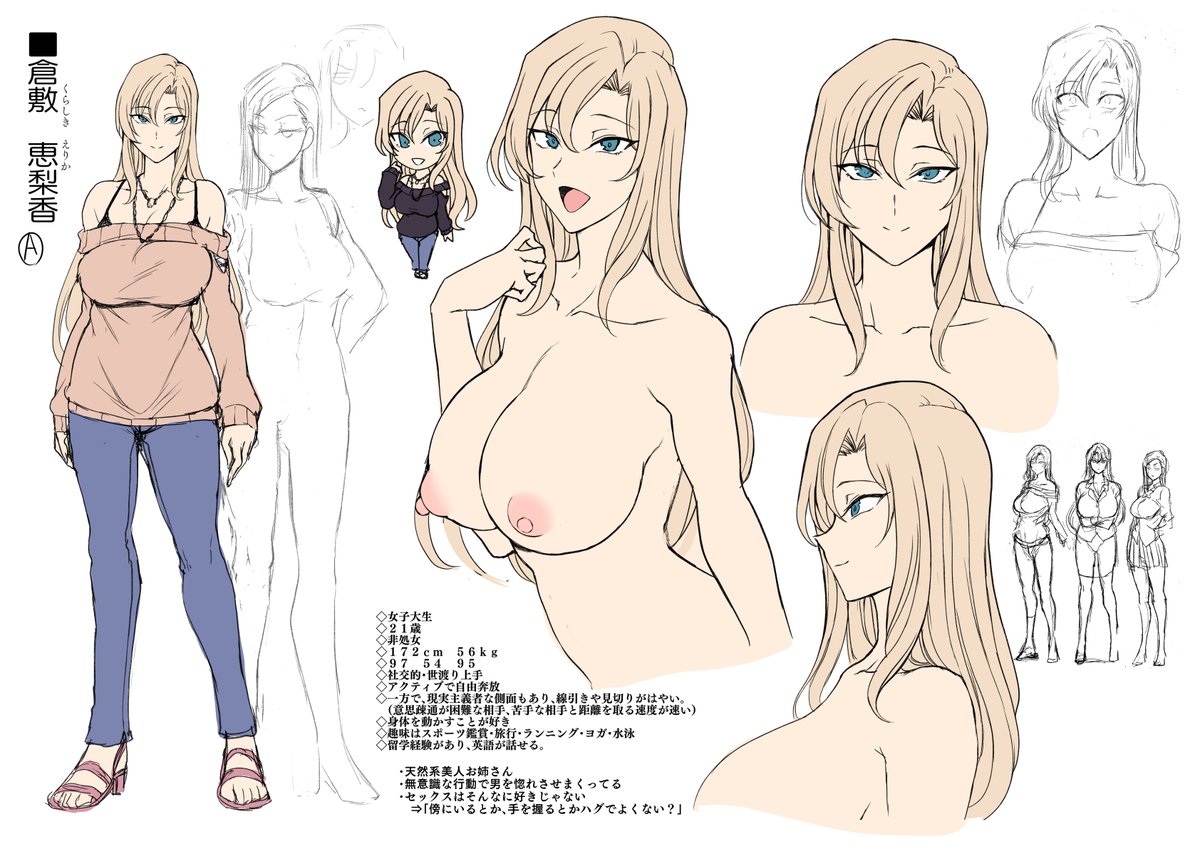 ■倉敷 恵梨香
くらしき えりか
A
◇女子大生
◇21歳
◇非処女
◇172cm 56kg
◇97 54 95
◇社交的・世渡り上手
◇アクティブで自由奔放
◇一方で、現実主義者な側面もあり、線引きや見切りがはやい。
(意思疎通が困難な相手、苦手な相手と距離を取る速度が速い)
◇身体を動かすことが好き
◇趣味はスポーツ鑑賞・旅行・ランニング・ヨガ・水泳
◇留学経験があり、英語が話せる。
・天然系美人お姉さん
・無意識な行動で男を惚れさせまくってる
・セックスはそんなに好きじゃない
⇒「傍にいるとか、手を握るとかハグでよくない?」